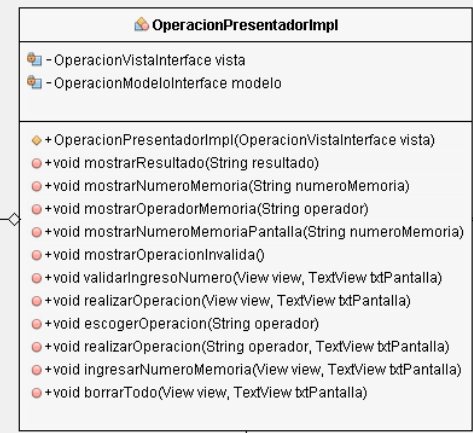 OperacionPresentadorImpl
- OperacionVistaInterface vista
- OperacionModeloInterface modelo
+ OperacionPresentadorImpl(OperacionVistaInterface vista)
+void mostrarResultado(String resultado)
+void mostrarNumeroMemoria(String numeroMemoria)
+void mostrarOperadorMemoria(String operador)
+void mostrarNumeroMemoriaPantalla(String numeroMemoria)
+void mostrarOperacionInvalida()
+void validarIngresoNumero(View view, TextView txtPantalla)
+void realizarOperacion(View view, TextView txtPantalla)
+void escogerOperacion(String operador)
+void realizarOperacion(String operador, TextView txtPantalla)
+void ingresarNumeroMemoria(View view, TextView txtPantalla)
+void borrarTodo(View view, TextView txtPantalla)